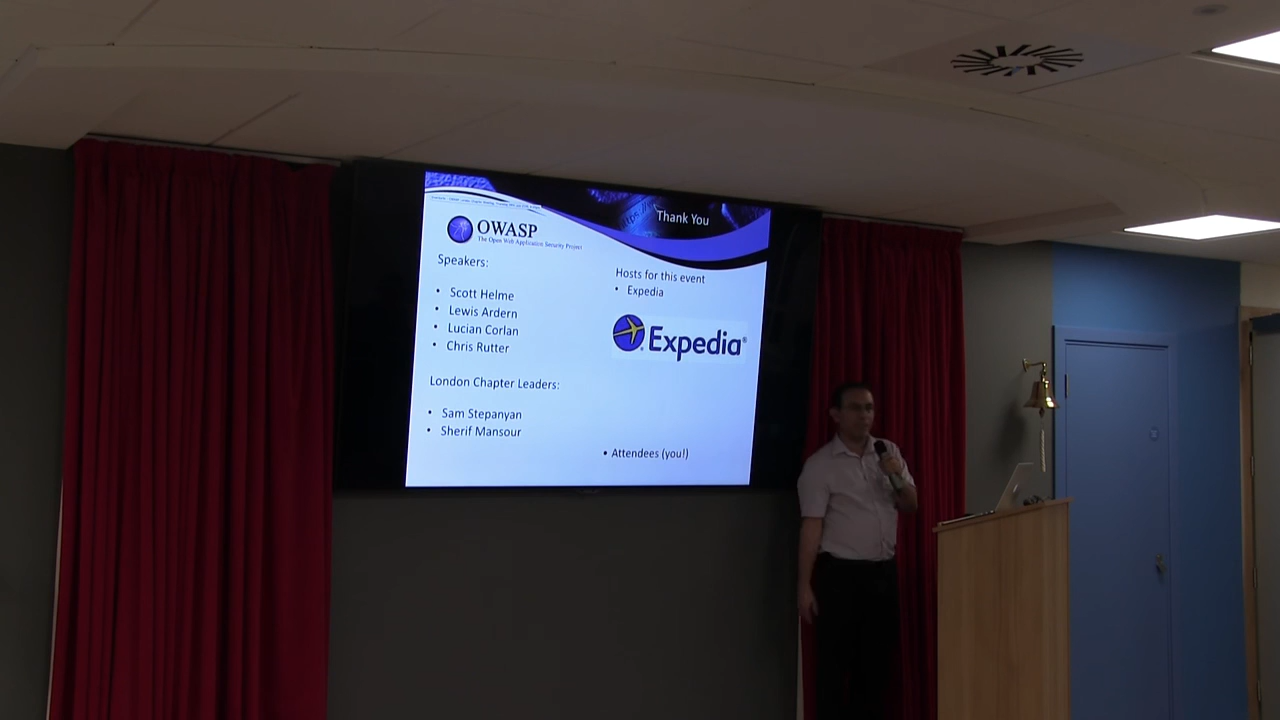 Thank You
OWASP
The Open Web Application Security Project
Speakers:
• Scott Helme
• Lewis Ardern
• Lucian Corlan
• Chris Rutter
London Chapter Leaders:
• Sam Stepanyan
• Sherif Mansour
Hosts for this event
• Expedia
Expedia®
• Attendees (you!)